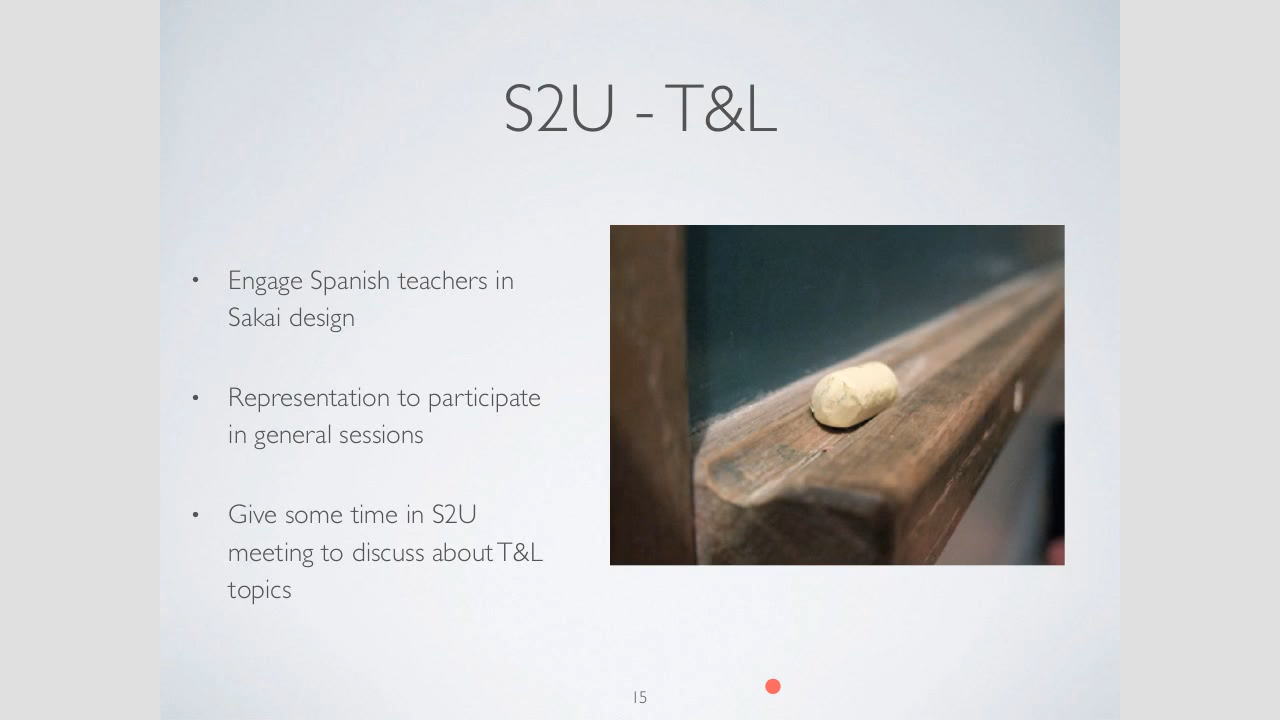 S2U - T&L
• Engage Spanish teachers in
Sakai design
• Representation to participate
in general sessions
• Give some time in S2U
meeting to discuss about T&L
topics
15